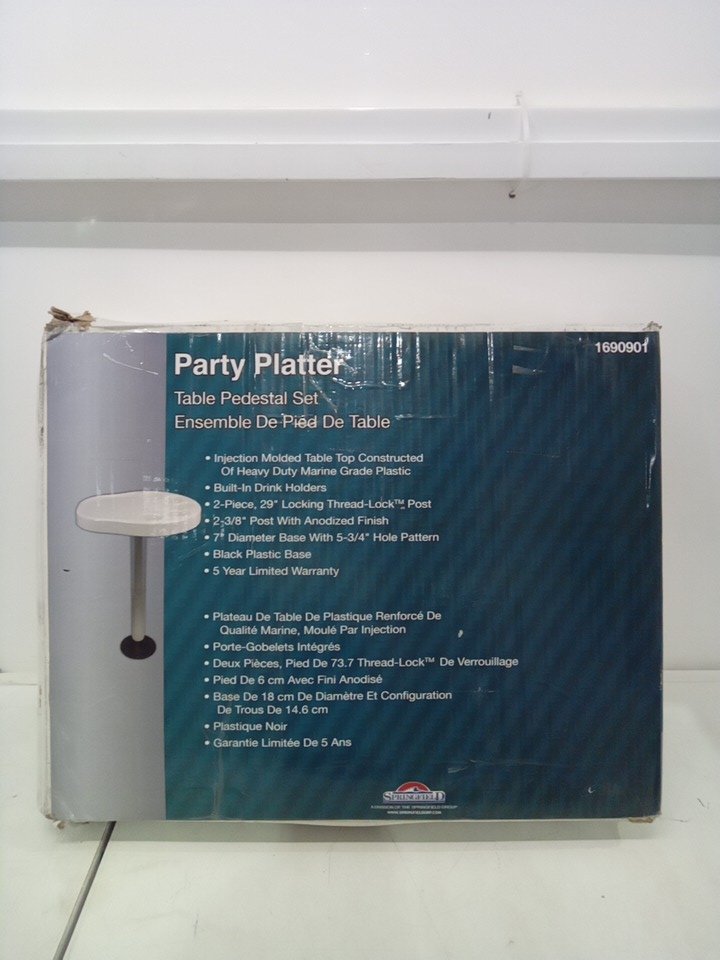 Party Platter
1690901
Table Pedestal Set
Ensemble De Pied De Table
• Injection Molded Table Top Constructed
Of Heavy Duty Marine Grade Plastic
• Built-In Drink Holders
• 2-Piece, 29" Locking Thread-Lock™ Post
• 2-3/8" Post With Anodized Finish
• 7" Diameter Base With 5-3/4" Hole Pattern
• Black Plastic Base
• 5 Year Limited Warranty
• Plateau De Table De Plastique Renforcé De
Qualité Marine, Moulé Par Injection
• Porte-Gobelets Intégrés
• Deux Pièces, Pied De 73.7 Thread-Lock™ De Verrouillage
• Pied De 6 cm Avec Fini Anodisé
• Base De 18 cm De Diamètre Et Configuration
De Trous De 14.6 cm
• Plastique Noir
• Garantie Limitée De 5 Ans
SPRINGFIELD
A DIVISION OF THE SPRINGFIELD GROUP